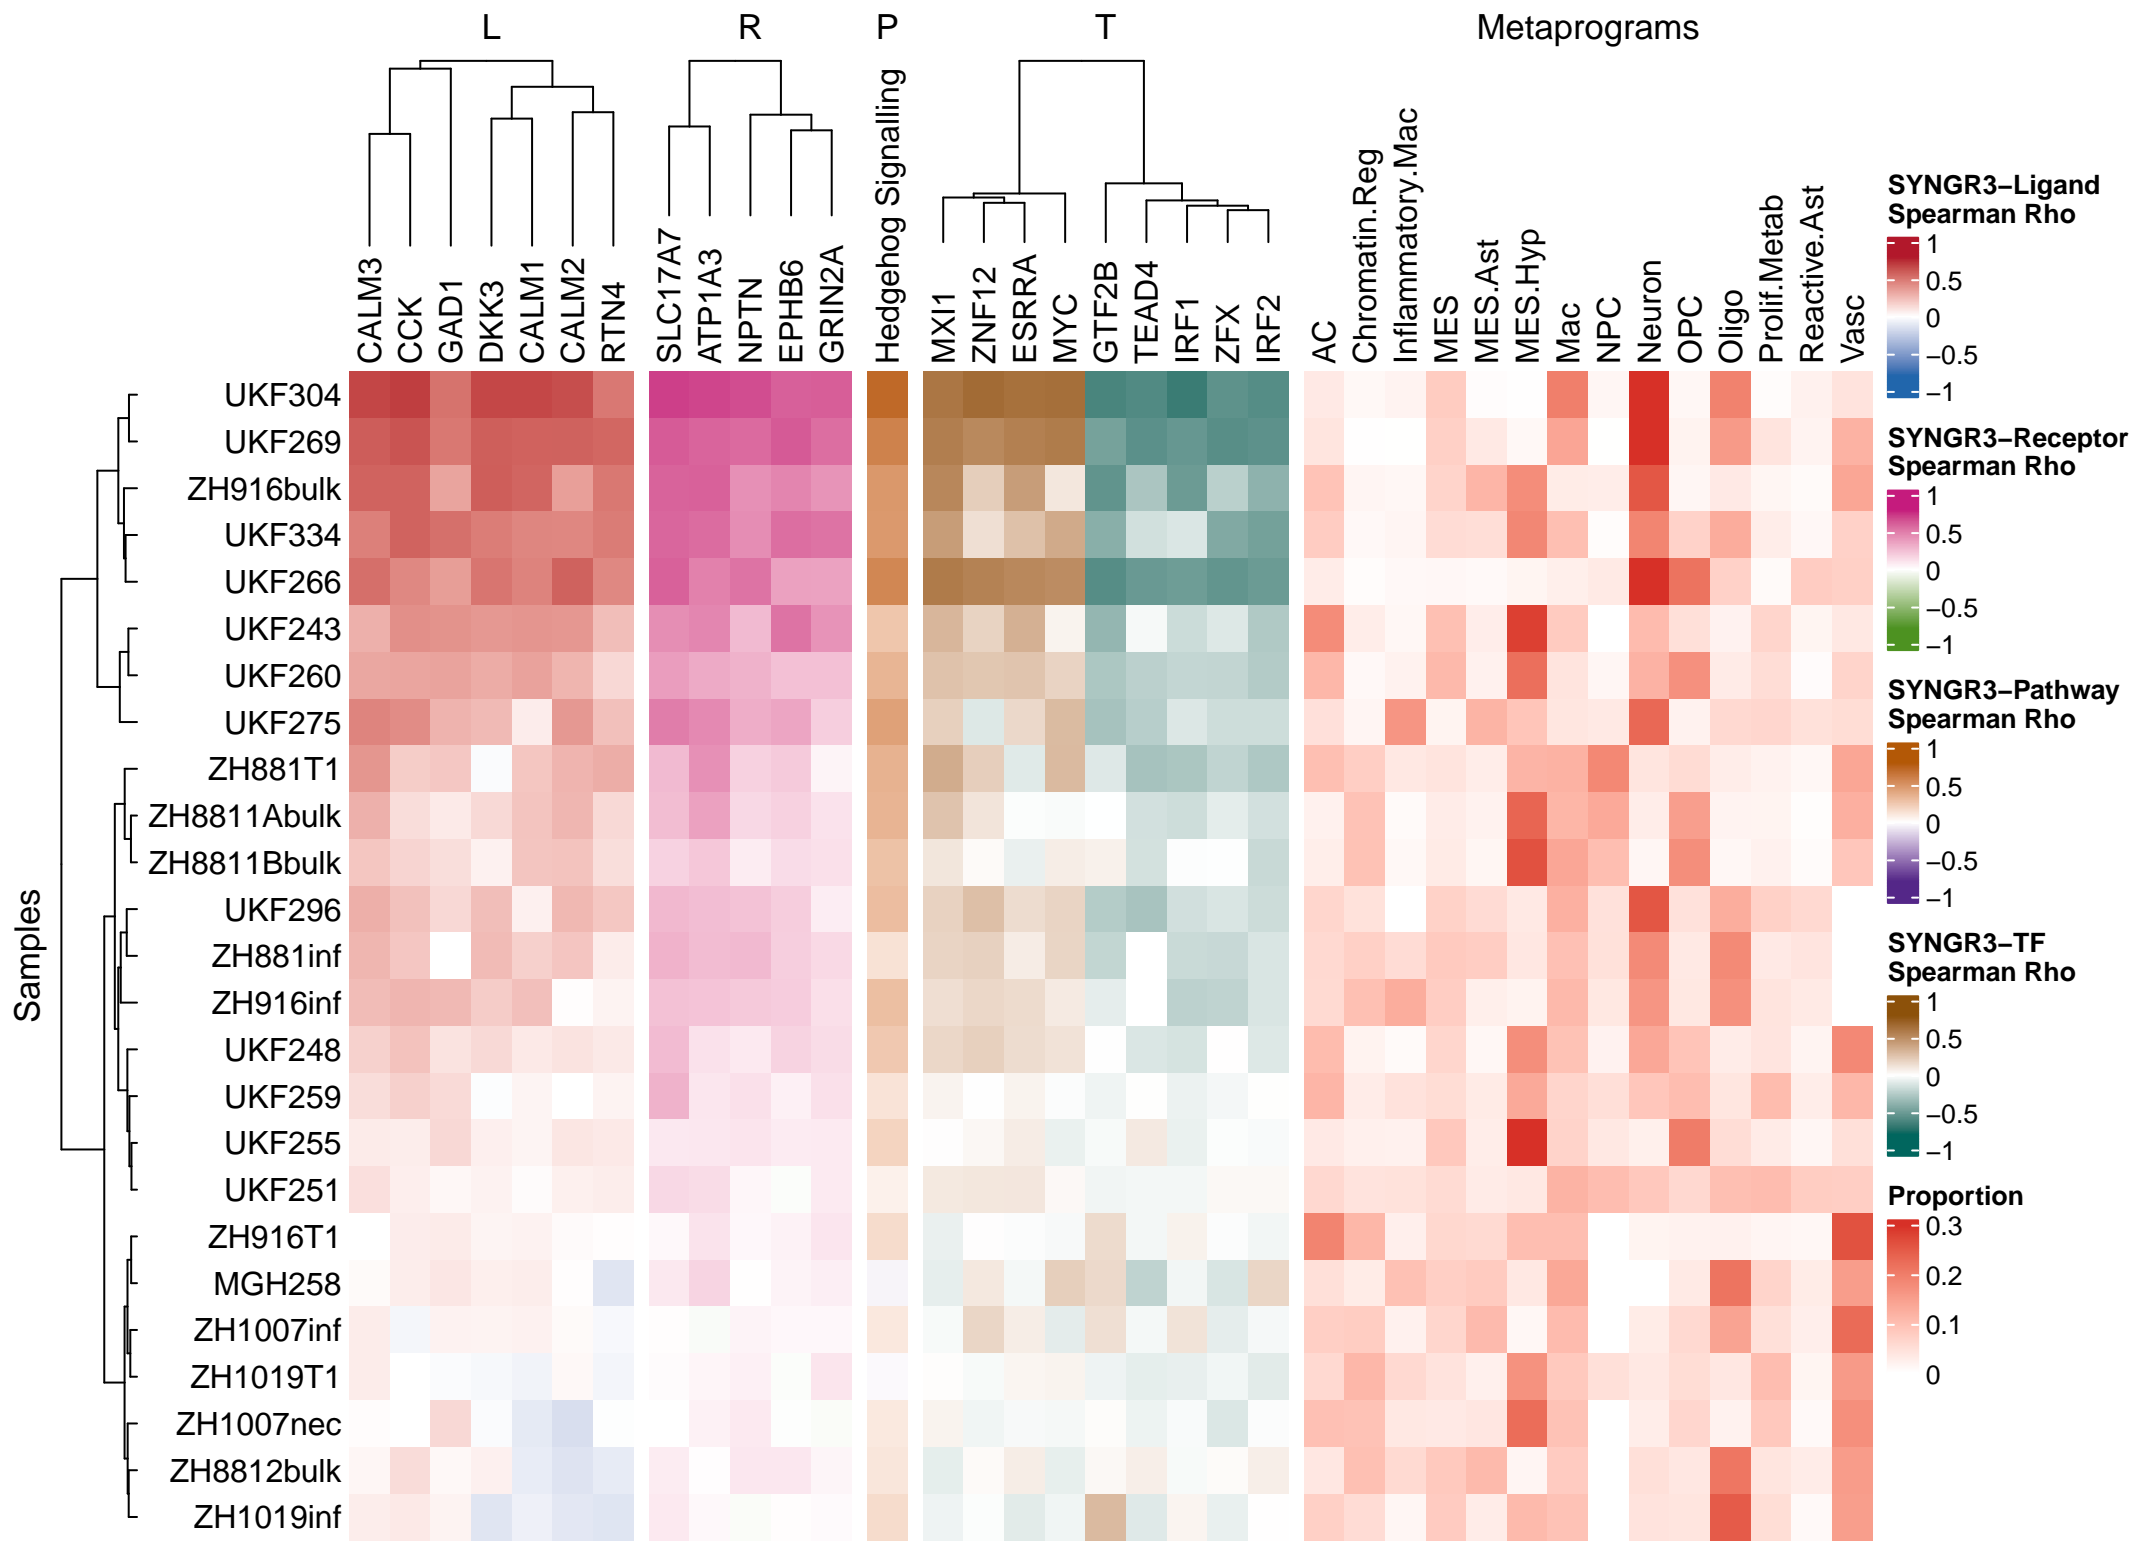 L
R
P
T
Metaprograms
CALM3
CCK
GAD1
DKK3
CALM1
CALM2
RTN4
SLC17A7
ATP1A3
NPTN
EPHB6
GRIN2A
Hedgehog Signalling
MXI1
ZNF12
ESRRA
MYC
GTF2B
TEAD4
IRF1
ZFX
IRF2
AC
Chromatin.Reg
Inflammatory.Mac
MES
MES.Ast
MES.Hyp
Mac
NPC
Neuron
OPC
Oligo
Prolif.Metab
Reactive.Ast
Vasc
Samples
UKF304
UKF269
ZH916bulk
UKF334
UKF266
UKF243
UKF260
UKF275
ZH881T1
ZH8811Abulk
ZH8811Bbulk
UKF296
ZH881inf
ZH916inf
UKF248
UKF259
UKF255
UKF251
ZH916T1
MGH258
ZH1007inf
ZH1019T1
ZH1007nec
ZH8812bulk
ZH1019inf
SYNGR3−Ligand
Spearman Rho
1
0.5
0
−0.5
−1
SYNGR3−Receptor
Spearman Rho
1
0.5
0
−0.5
−1
SYNGR3−Pathway
Spearman Rho
1
0.5
0
−0.5
−1
SYNGR3−TF
Spearman Rho
1
0.5
0
−0.5
−1
Proportion
0.3
0.2
0.1
0